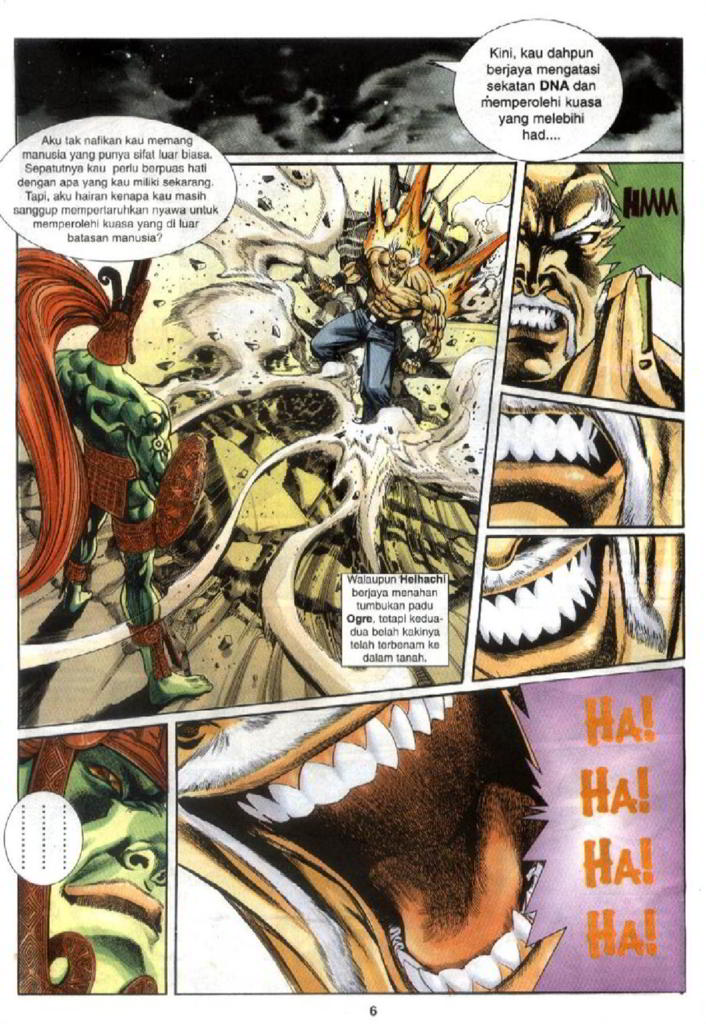 Kini, kau dahpun
berjaya mengatasi
sekatan DNA dan
memperolehi kuasa
yang melebihi
had....
Aku tak nafikan kau memang
manusia yang punya sifat luar biasa.
Sepatutnya kau perlu berpuas hati
dengan apa yang kau miliki sekarang.
Tapi, aku hairan kenapa kau masih
sanggup mempertaruhkan nyawa untuk
memperolehi kuasa yang di luar
batasan manusia?
HMMM
Walaupun Heihachi
berjaya menahan
tumbukan padu
Ogre, tetapi kedua-
dua belah kakinya
telah terbenam ke
dalam tanah.
HA!
HA!
HA!
HA!
6